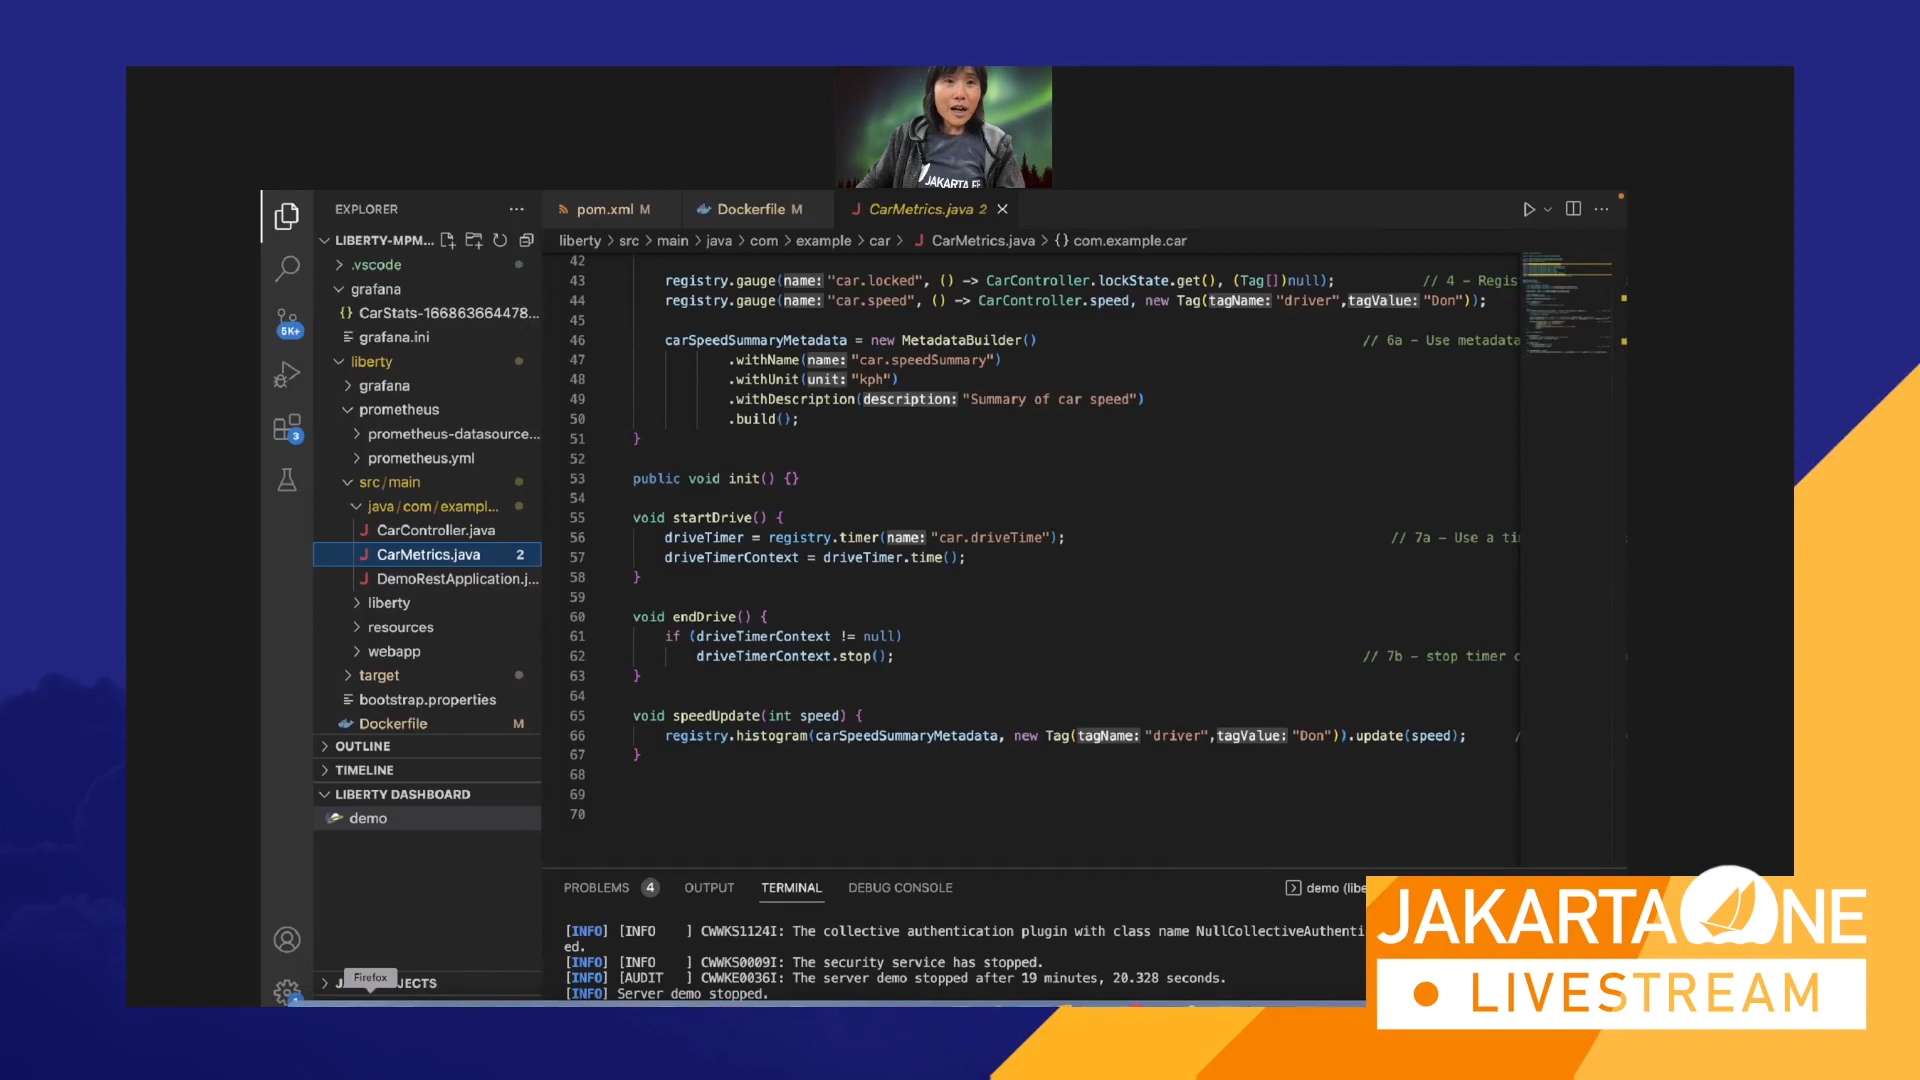 JAKARTA EE
EXPLORER
pom.xml M
Dockerfile M
J CarMetrics.java 2
LIBERTY-MPM...
liberty > src > main > java > com > example > car > J CarMetrics.java > {} com.example.car
.vscode
grafana
{} CarStats-166863664478...
grafana.ini
liberty
grafana
prometheus
prometheus-datasource...
prometheus.yml
src/main
java/com/exampl...
J CarController.java
J CarMetrics.java 2
J DemoRestApplication.j...
liberty
resources
webapp
target
bootstrap.properties
Dockerfile M
OUTLINE
TIMELINE
LIBERTY DASHBOARD
demo
5K+
3
Firefox
42
43 registry.gauge(name: "car.locked", () -> CarController.lockState.get(), (Tag[])null); // 4 - Regis
44 registry.gauge(name: "car.speed", () -> CarController.speed, new Tag(tagName: "driver",tagValue: "Don"));
45
46 carSpeedSummaryMetadata = new MetadataBuilder() // 6a - Use metadata
47 .withName(name: "car.speedSummary")
48 .withUnit(unit: "kph")
49 .withDescription(description: "Summary of car speed")
50 .build();
51 }
52
53 public void init() {}
54
55 void startDrive() {
56 driveTimer = registry.timer(name: "car.driveTime"); // 7a - Use a ti
57 driveTimerContext = driveTimer.time();
58 }
59
60 void endDrive() {
61 if (driveTimerContext != null)
62 driveTimerContext.stop(); // 7b - stop timer c
63 }
64
65 void speedUpdate(int speed) {
66 registry.histogram(carSpeedSummaryMetadata, new Tag(tagName: "driver",tagValue: "Don")).update(speed); /
67 }
68
69
70
PROBLEMS 4 OUTPUT TERMINAL DEBUG CONSOLE
demo (libe
[INFO] [INFO ] CWWKS1124I: The collective authentication plugin with class name NullCollectiveAuthenti
ed.
[INFO] [INFO ] CWWKS0009I: The security service has stopped.
[INFO] [AUDIT ] CWWKE0036I: The server demo stopped after 19 minutes, 20.328 seconds.
[INFO] Server demo stopped.
JAKARTAONE
LIVESTREAM